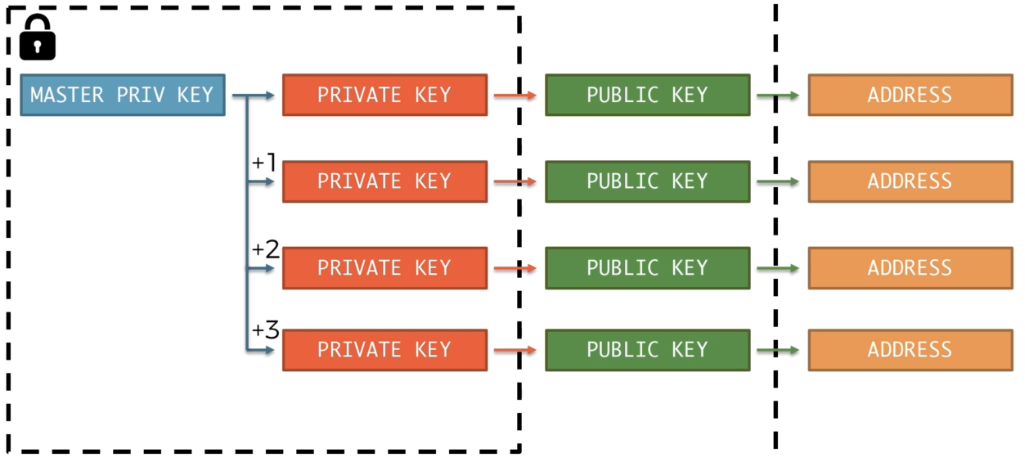 MASTER PRIV KEY
PRIVATE KEY
PUBLIC KEY
ADDRESS
+1
PRIVATE KEY
PUBLIC KEY
ADDRESS
+2
PRIVATE KEY
PUBLIC KEY
ADDRESS
+3
PRIVATE KEY
PUBLIC KEY
ADDRESS